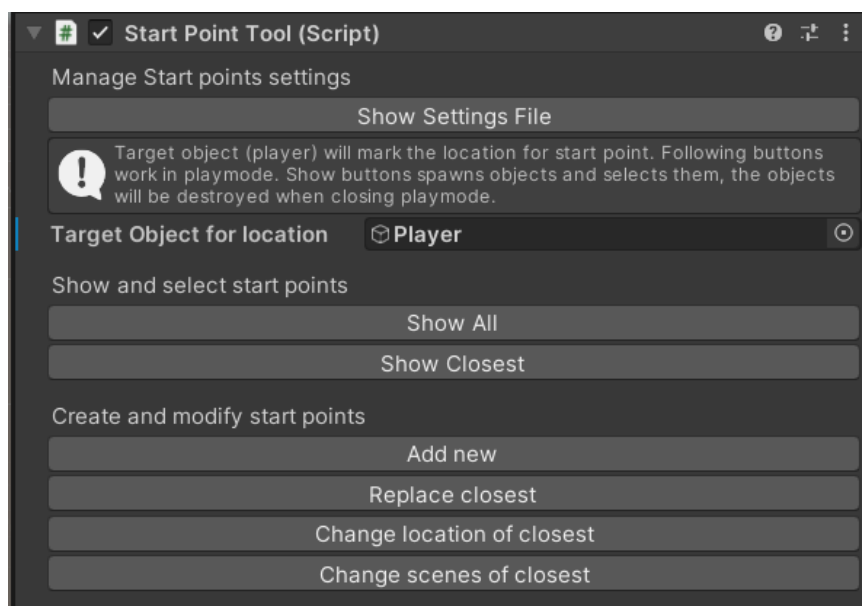 Start Point Tool (Script)
Manage Start points settings
Show Settings File
Target object (player) will mark the location for start point. Following buttons
work in playmode. Show buttons spawns objects and selects them, the objects
will be destroyed when closing playmode.
Target Object for location Player
Show and select start points
Show All
Show Closest
Create and modify start points
Add new
Replace closest
Change location of closest
Change scenes of closest